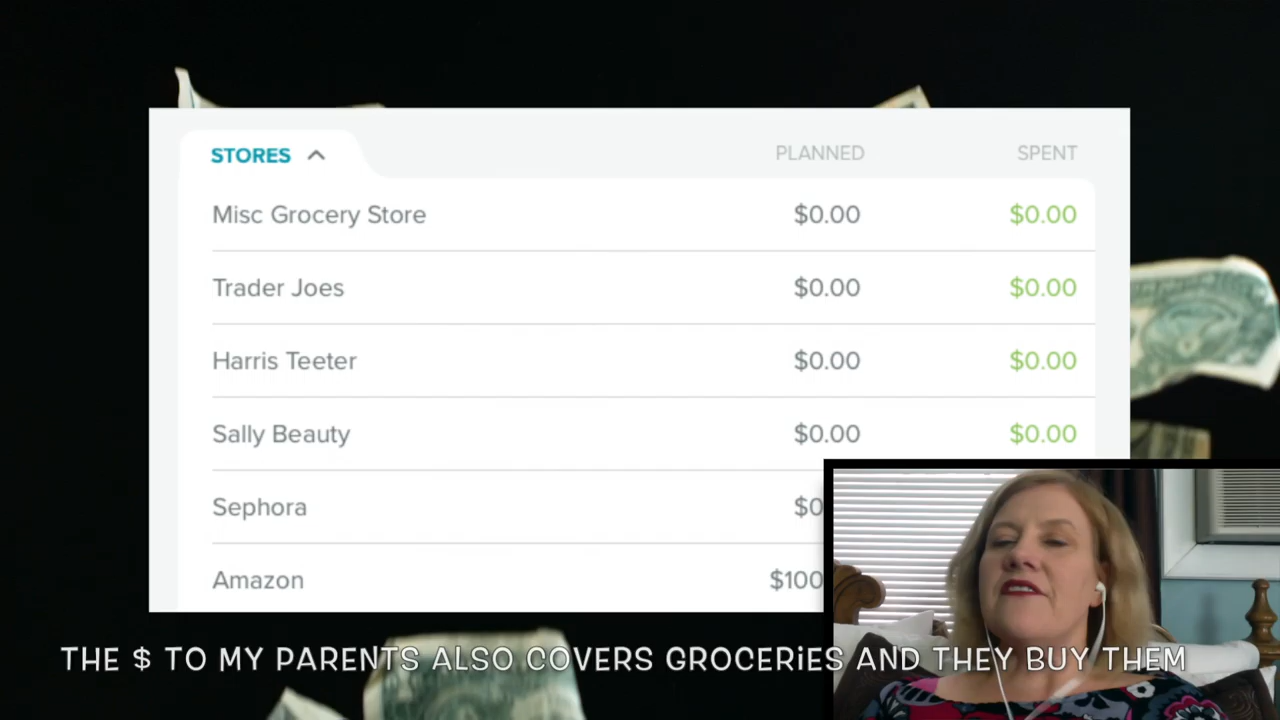 STORES PLANNED SPENT
Misc Grocery Store $0.00 $0.00
Trader Joes $0.00 $0.00
Harris Teeter $0.00 $0.00
Sally Beauty $0.00 $0.00
Sephora $0
Amazon $100
THE $ TO MY PARENTS ALSO COVERS GROCERiES AND THEY BUY THEM